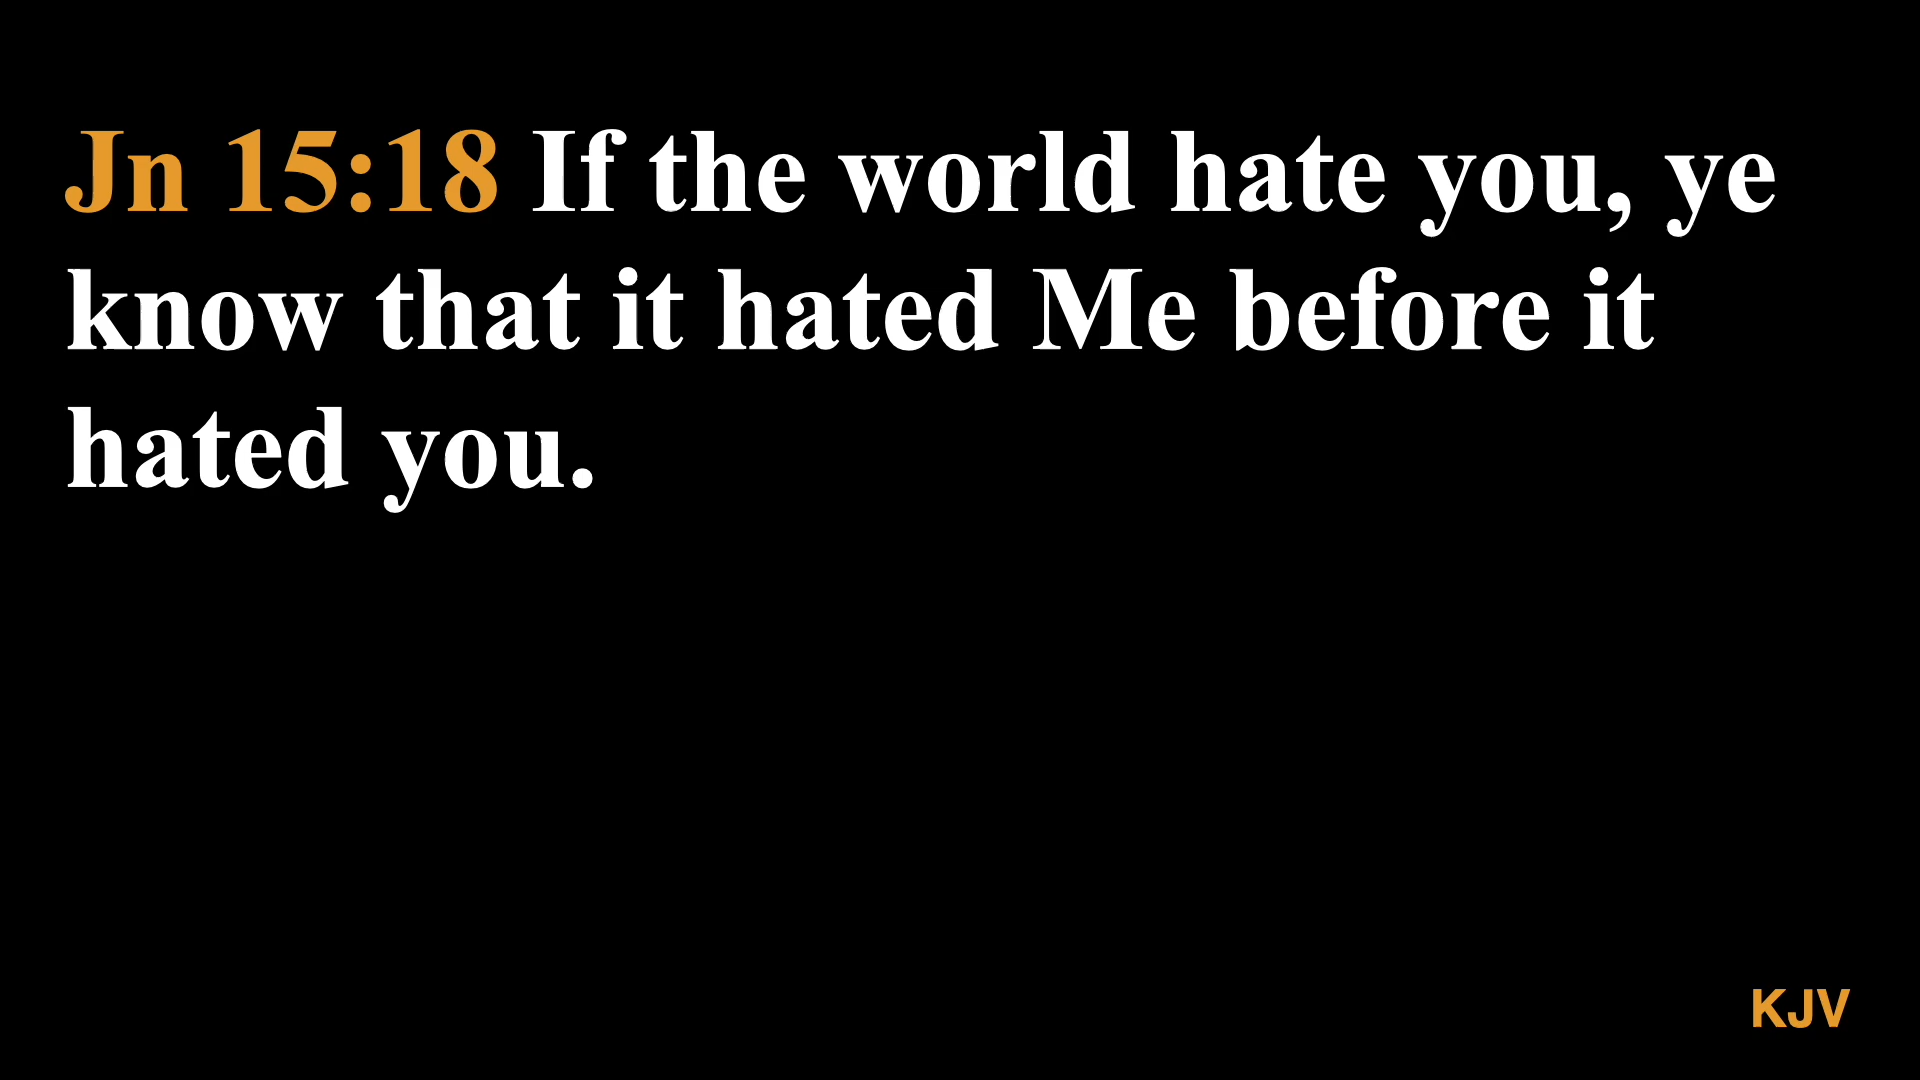 Jn 15:18 If the world hate you, ye
know that it hated Me before it
hated you.
KJV